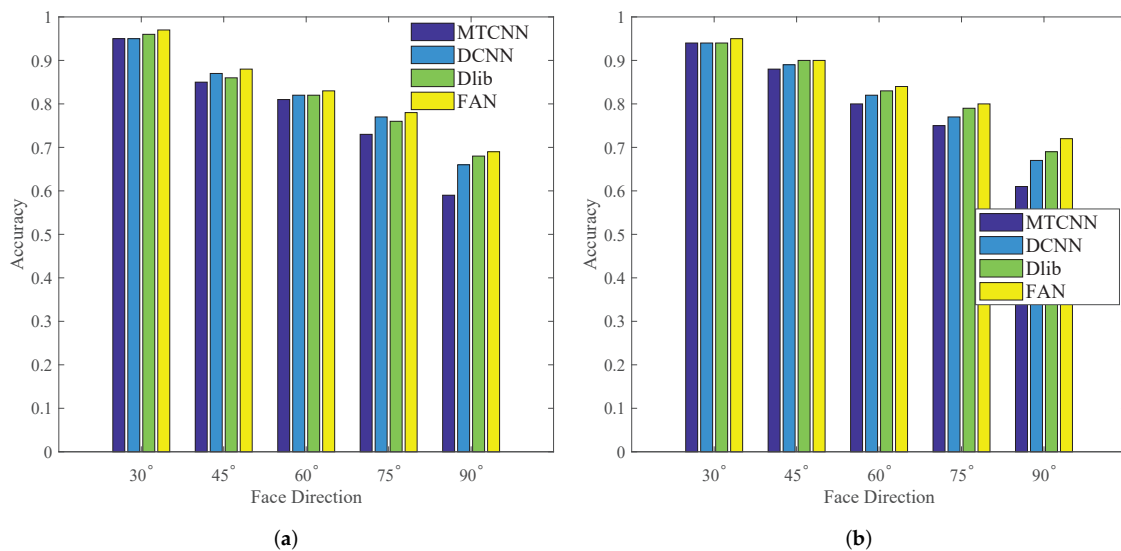 1
0.9
0.8
0.7
0.6
0.5
0.4
0.3
0.2
0.1
0
Accuracy
MTCNN
DCNN
Dlib
FAN
30°
45°
60°
75°
90°
Face Direction
(a)
1
0.9
0.8
0.7
0.6
0.5
0.4
0.3
0.2
0.1
0
Accuracy
MTCNN
DCNN
Dlib
FAN
30°
45°
60°
75°
90°
Face Direction
(b)